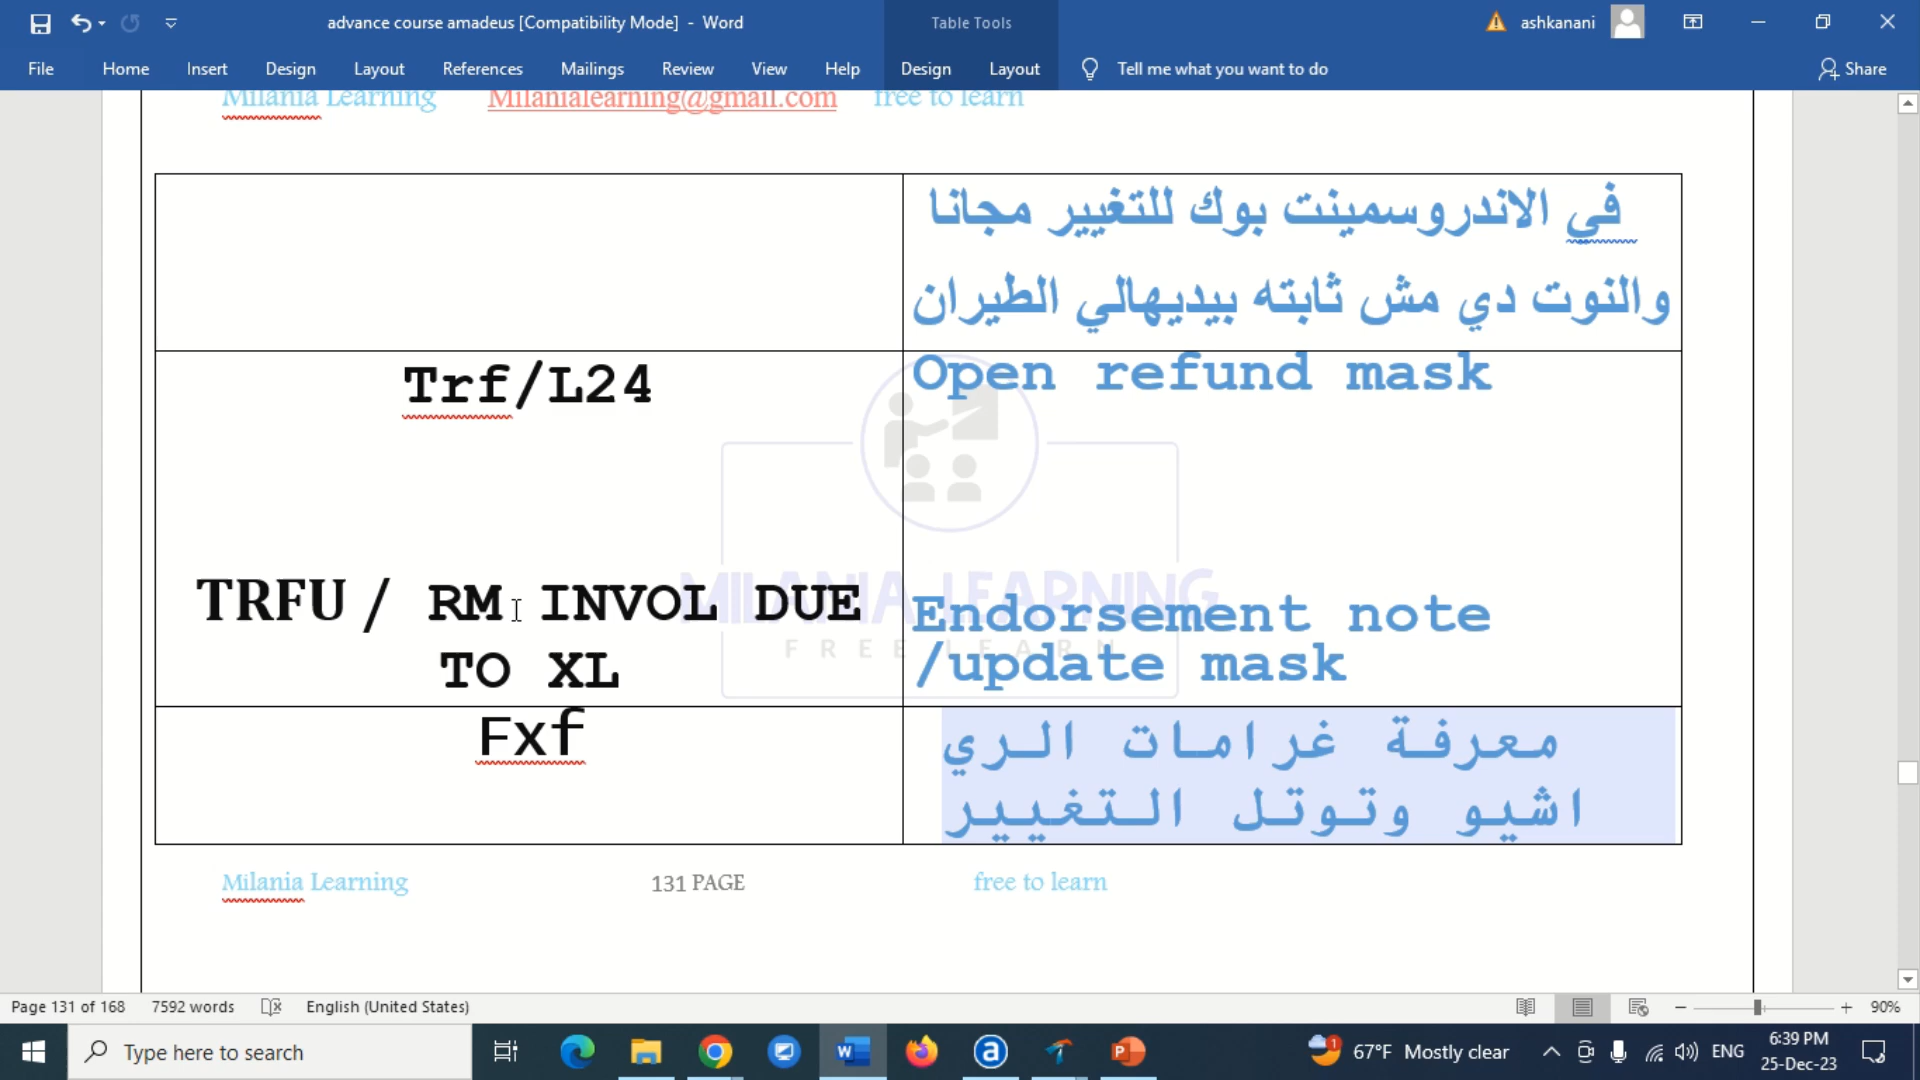 advance course amadeus [Compatibility Mode] - Word
Table Tools
ashkanani
File Home Insert Design Layout References Mailings Review View Help Design Layout Tell me what you want to do Share
Milania Learning Milanialearning@gmail.com free to learn
في الاندروسمينت بوك للتغيير مجانا
والنوت دي مش ثابته بيديهالي الطيران
Trf/L24
Open refund mask
TRFU / RM INVOL DUE
TO XL
Endorsement note
/update mask
MILANIA LEARNING
FREE LEARN
Fxf
معرفة غرامات الري
اشيو وتوتل التغيير
Milania Learning 131 PAGE free to learn
Page 131 of 168 7592 words English (United States) 90%
Type here to search
67°F Mostly clear
ENG
6:39 PM
25-Dec-23